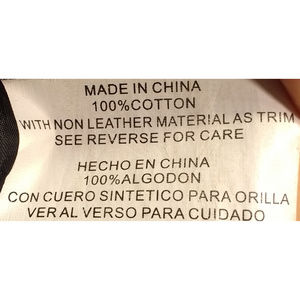 MADE IN CHINA
100%COTTON
WITH NON LEATHER MATERIAL AS TRIM
SEE REVERSE FOR CARE
HECHO EN CHINA
100%ALGODON
CON CUERO SINTETICO PARA ORILLA
VER AL VERSO PARA CUIDADO